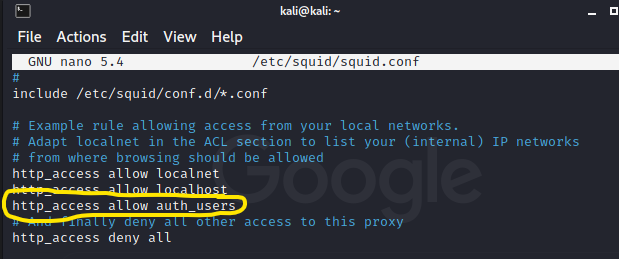 kali@kali: ~
File Actions Edit View Help
GNU nano 5.4 /etc/squid/squid.conf
#
include /etc/squid/conf.d/*.conf
# Example rule allowing access from your local networks.
# Adapt localnet in the ACL section to list your (internal) IP networks
# from where browsing should be allowed
http_access allow localnet
http_access allow localhost
http_access allow auth_users
# And finally deny all other access to this proxy
http_access deny all
Google